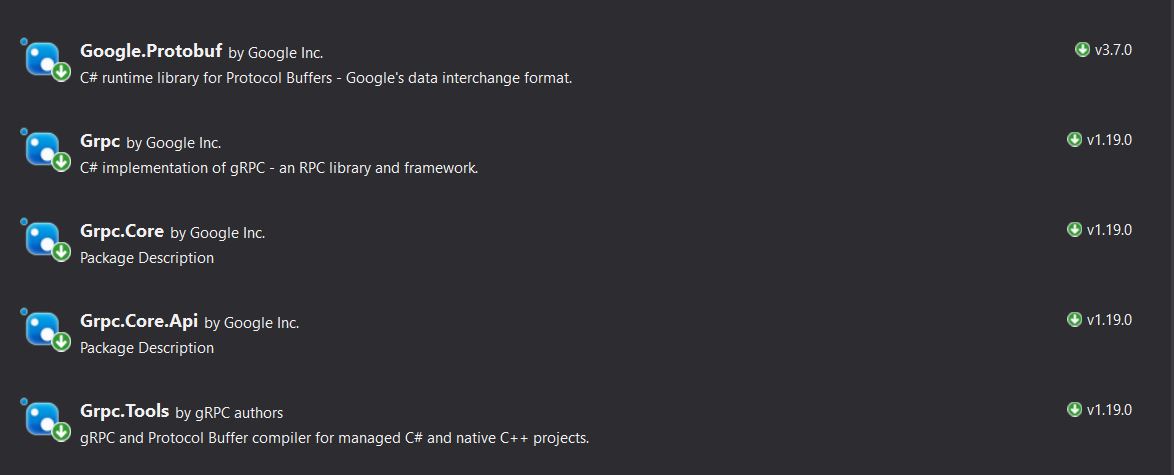 Google.Protobuf by Google Inc. v3.7.0
C# runtime library for Protocol Buffers - Google's data interchange format.
Grpc by Google Inc. v1.19.0
C# implementation of gRPC - an RPC library and framework.
Grpc.Core by Google Inc. v1.19.0
Package Description
Grpc.Core.Api by Google Inc. v1.19.0
Package Description
Grpc.Tools by gRPC authors v1.19.0
gRPC and Protocol Buffer compiler for managed C# and native C++ projects.